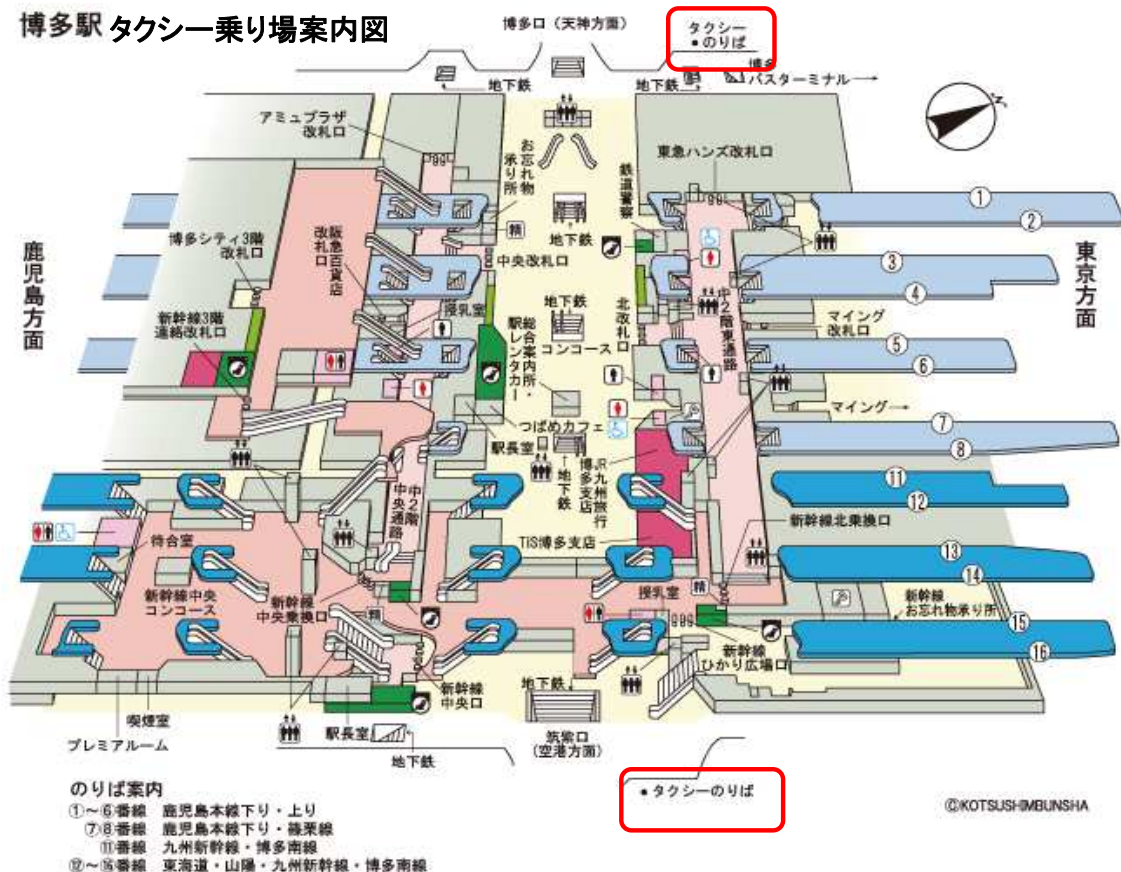 博多駅 タクシー乗り場案内図
博多口（天神方面）
タクシー
●のりば
地下鉄
地下鉄
博多
バスターミナル→
N
アミュプラザ
改札口
お忘れ物
承り所
東急ハンズ改札口
鉄道警察
①
②
鹿児島方面
東京方面
博多シティ3階
改札口
阪急百貨店
改札口
精
地下鉄
中央改札口
③
④
新幹線3階
連絡改札口
授乳室
地下鉄
コンコース
北改札口
中2階東通路
マイング
改札口
⑤
⑥
総合案内所・
駅レンタカー
マイング→
つばめカフェ
駅長室
地下鉄
⑦
⑧
JR九州旅行
博多支店
中2階
中央通路
⑪
⑫
新幹線北乗換口
待合室
TiS博多支店
⑬
⑭
新幹線中央
コンコース
新幹線
中央乗換口
精
授乳室
精
新幹線
お忘れ物承り所
⑮
⑯
新幹線
ひかり広場口
新幹線
中央口
地下鉄
喫煙室
プレミアルーム
駅長室
地下鉄
筑紫口
(空港方面)
●タクシーのりば
のりば案内
①～⑥番線 鹿児島本線下り・上り
⑦⑧番線 鹿児島本線下り・篠栗線
⑪番線 九州新幹線・博多南線
⑫～⑯番線 東海道・山陽・九州新幹線・博多南線
©KOTSUSHIMBUNSHA